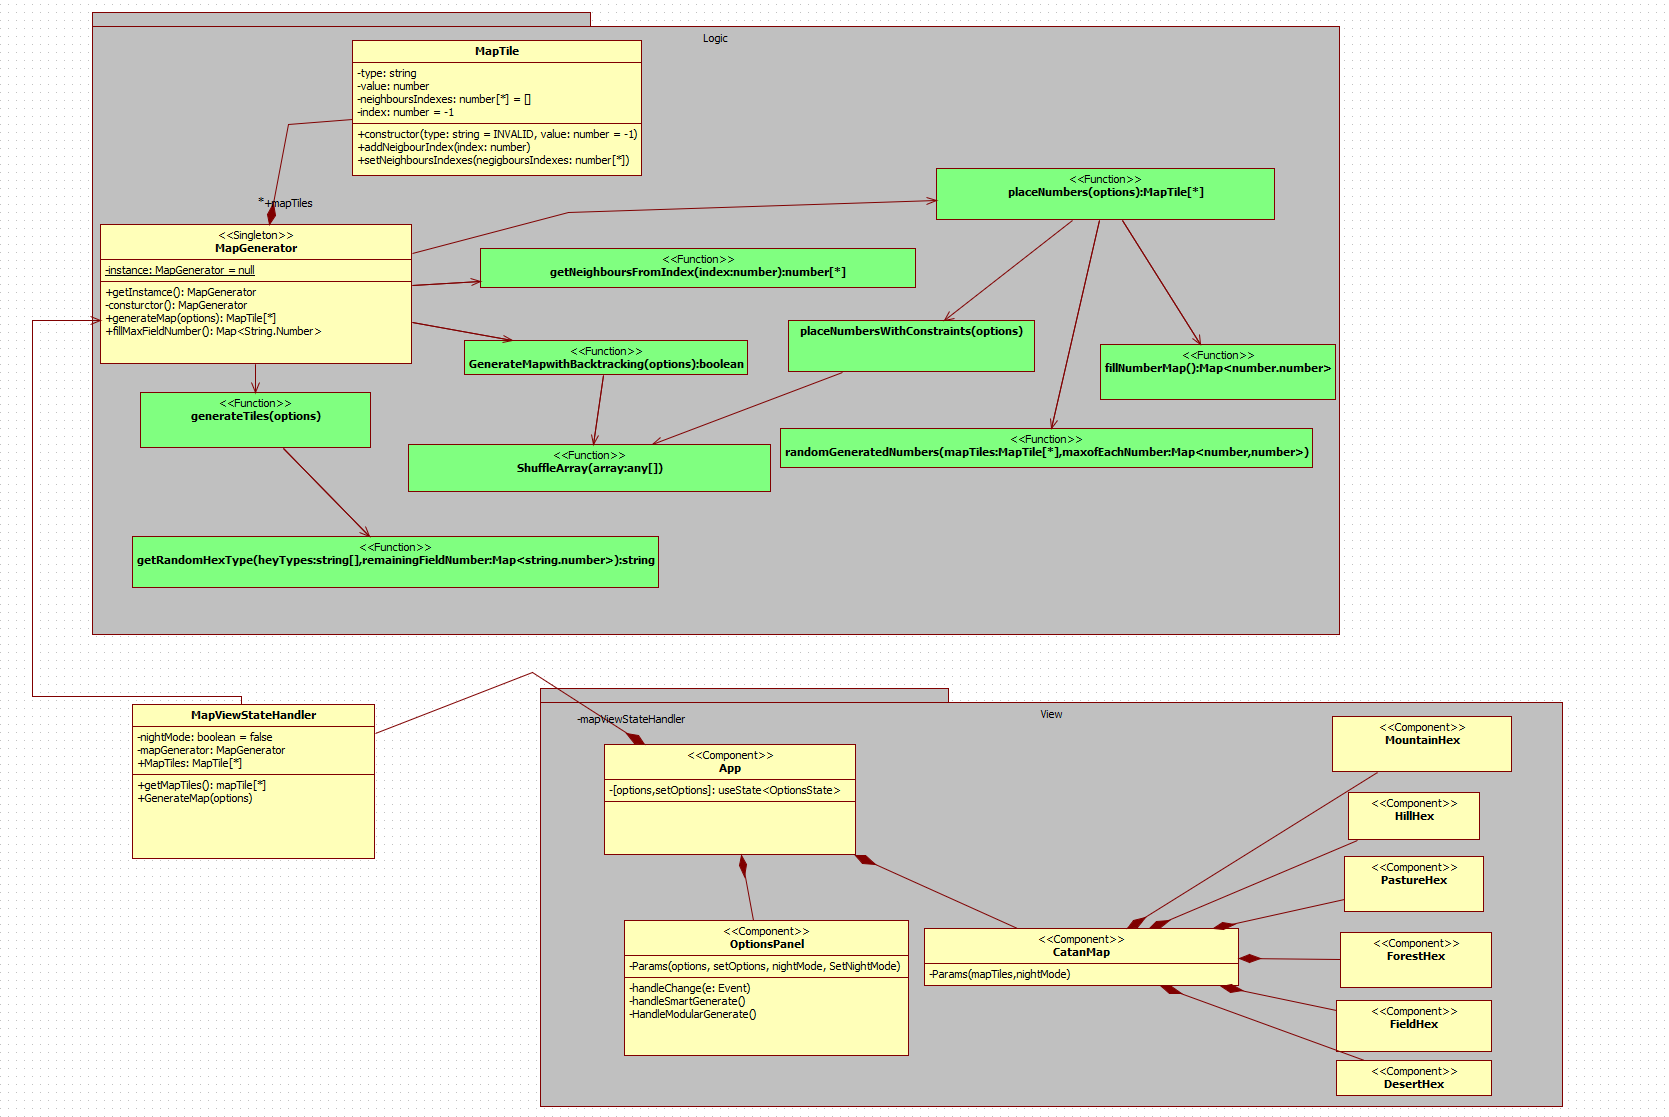 Logic
MapTile
-type: string
-value: number
-neighboursIndexes: number[*] = []
-index: number = -1
+constructor(type: string = INVALID, value: number = -1)
+addNeigbourIndex(index: number)
+setNeighboursIndexes(negigboursIndexes: number[*])
*+mapTiles
<<Singleton>>
MapGenerator
-instance: MapGenerator = null
+getInstamce(): MapGenerator
-consturctor(): MapGenerator
+generateMap(options): MapTile[*]
+fillMaxFieldNumber(): Map<String.Number>
<<Function>>
placeNumbers(options):MapTile[*]
<<Function>>
getNeighboursFromIndex(index:number):number[*]
<<Function>>
GenerateMapwithBacktracking(options):boolean
placeNumbersWithConstraints(options)
<<Function>>
fillNumberMap():Map<number.number>
<<Function>>
generateTiles(options)
<<Function>>
ShuffleArray(array:any[])
<<Function>>
randomGeneratedNumbers(mapTiles:MapTile[*],maxofEachNumber:Map<number,number>)
<<Function>>
getRandomHexType(heyTypes:string[],remainingFieldNumber:Map<string.number>):string
MapViewStateHandler
-nightMode: boolean = false
-mapGenerator: MapGenerator
+MapTiles: MapTile[*]
+getMapTiles(): mapTile[*]
+GenerateMap(options)
View
-mapViewStateHandler
<<Component>>
App
-[options,setOptions]: useState<OptionsState>
<<Component>>
OptionsPanel
-Params(options, setOptions, nightMode, SetNightMode)
-handleChange(e: Event)
-handleSmartGenerate()
-HandleModularGenerate()
<<Component>>
CatanMap
-Params(mapTiles,nightMode)
<<Component>>
MountainHex
<<Component>>
HillHex
<<Component>>
PastureHex
<<Component>>
ForestHex
<<Component>>
FieldHex
<<Component>>
DesertHex